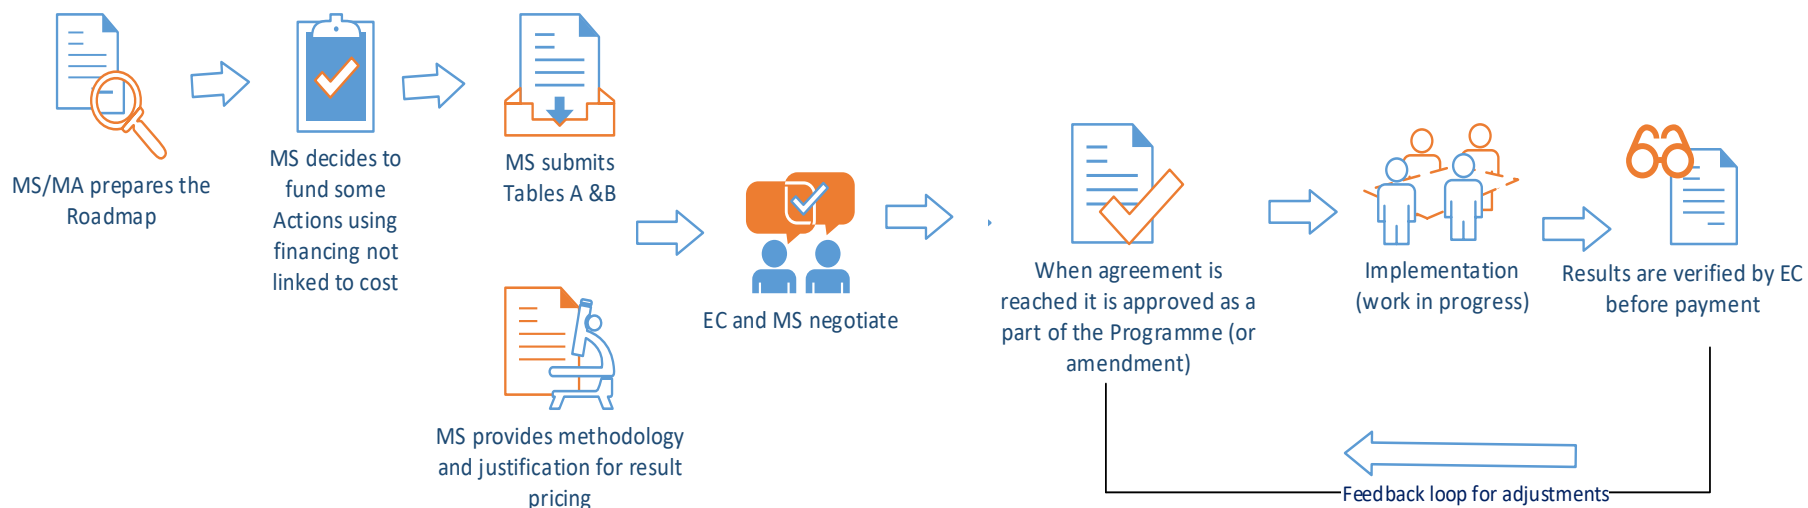 MS/MA prepares the
Roadmap
MS decides to
fund some
Actions using
financing not
linked to cost
MS submits
Tables A &B
MS provides methodology
and justification for result
pricing
EC and MS negotiate
When agreement is
reached it is approved as a
part of the Programme (or
amendment)
Implementation
(work in progress)
Results are verified by EC
before payment
Feedback loop for adjustments